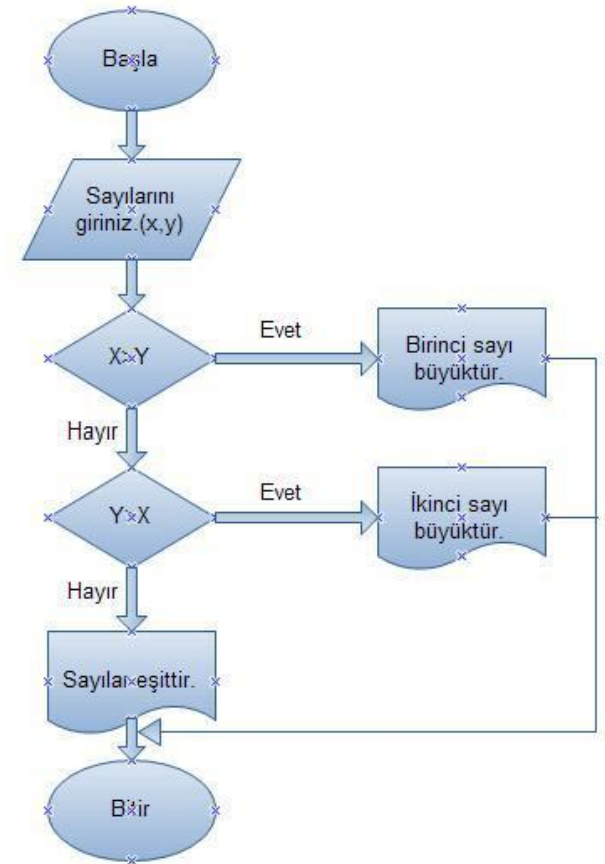 Başla
Sayılarını
giriniz.(x,y)
X>Y
Evet
Birinci sayı
büyüktür.
Hayır
Y>X
Evet
İkinci sayı
büyüktür.
Hayır
Sayılar eşittir.
Bitir